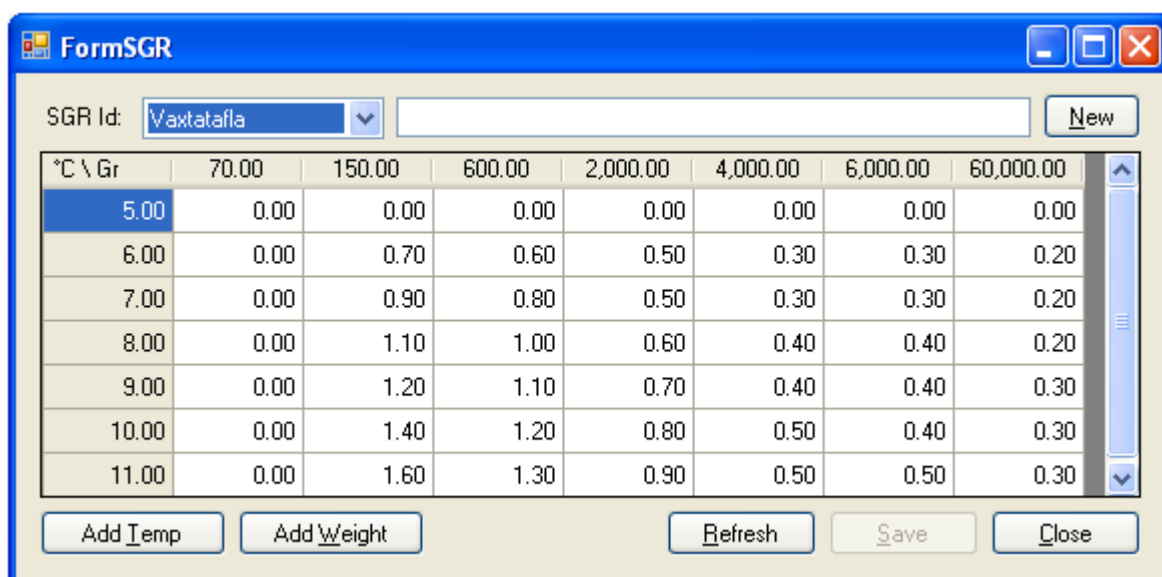 FormSGR
SGR Id: Vaxtatafla New
°C \ Gr 70.00 150.00 600.00 2,000.00 4,000.00 6,000.00 60,000.00
5.00 0.00 0.00 0.00 0.00 0.00 0.00 0.00
6.00 0.00 0.70 0.60 0.50 0.30 0.30 0.20
7.00 0.00 0.90 0.80 0.50 0.30 0.30 0.20
8.00 0.00 1.10 1.00 0.60 0.40 0.40 0.20
9.00 0.00 1.20 1.10 0.70 0.40 0.40 0.30
10.00 0.00 1.40 1.20 0.80 0.50 0.40 0.30
11.00 0.00 1.60 1.30 0.90 0.50 0.50 0.30
Add Temp Add Weight Refresh Save Close